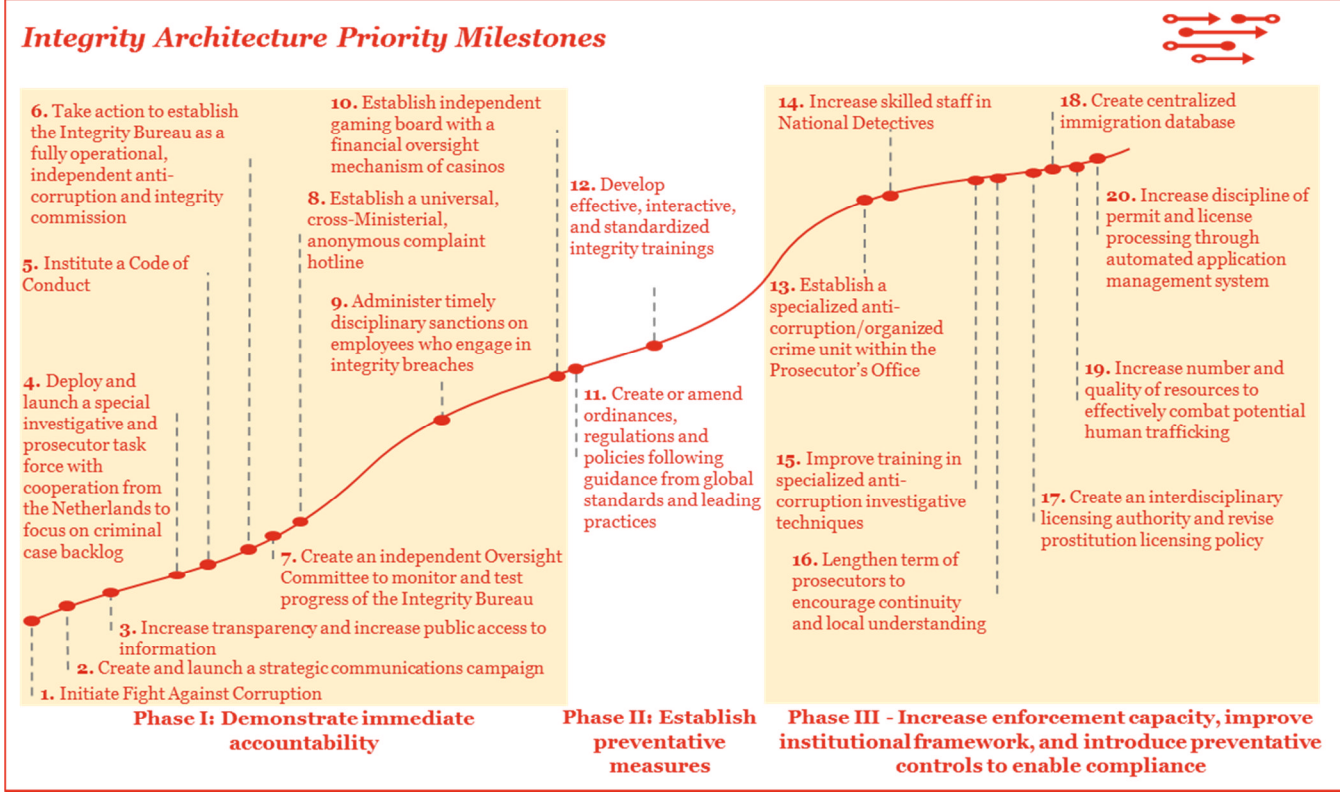 Integrity Architecture Priority Milestones
6. Take action to establish
the Integrity Bureau as a
fully operational,
independent anti-
corruption and integrity
commission
5. Institute a Code of
Conduct
4. Deploy and
launch a special
investigative and
prosecutor task
force with
cooperation from
the Netherlands to
focus on criminal
case backlog
10. Establish independent
gaming board with a
financial oversight
mechanism of casinos
8. Establish a universal,
cross-Ministerial,
anonymous complaint
hotline
9. Administer timely
disciplinary sanctions on
employees who engage in
integrity breaches
7. Create an independent Oversight
Committee to monitor and test
progress of the Integrity Bureau
3. Increase transparency and increase public access to
information
2. Create and launch a strategic communications campaign
1. Initiate Fight Against Corruption
Phase I: Demonstrate immediate
accountability
12. Develop
effective, interactive,
and standardized
integrity trainings
11. Create or amend
ordinances,
regulations and
policies following
guidance from global
standards and leading
practices
Phase II: Establish
preventative
measures
14. Increase skilled staff in
National Detectives
18. Create centralized
immigration database
20. Increase discipline of
permit and license
processing through
automated application
management system
13. Establish a
specialized anti-
corruption/organized
crime unit within the
Prosecutor's Office
19. Increase number and
quality of resources to
effectively combat potential
human trafficking
15. Improve training in
specialized anti-
corruption investigative
techniques
17. Create an interdisciplinary
licensing authority and revise
prostitution licensing policy
16. Lengthen term of
prosecutors to
encourage continuity
and local understanding
Phase III - Increase enforcement capacity, improve
institutional framework, and introduce preventative
controls to enable compliance